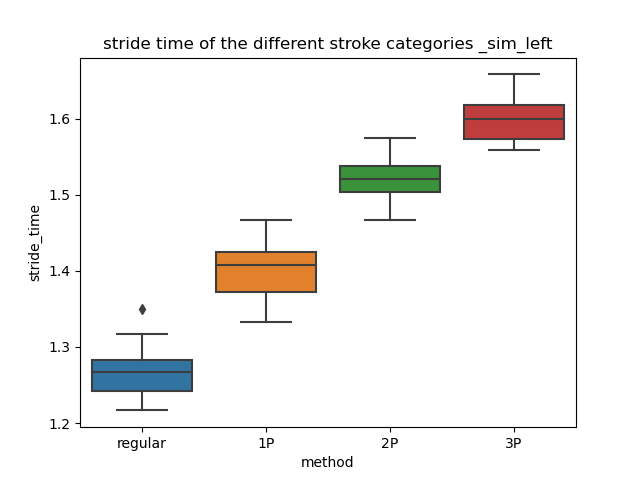 stride time of the different stroke categories _sim_left
1.6
1.5
1.4
1.3
1.2
stride_time
regular 1P 2P 3P
method